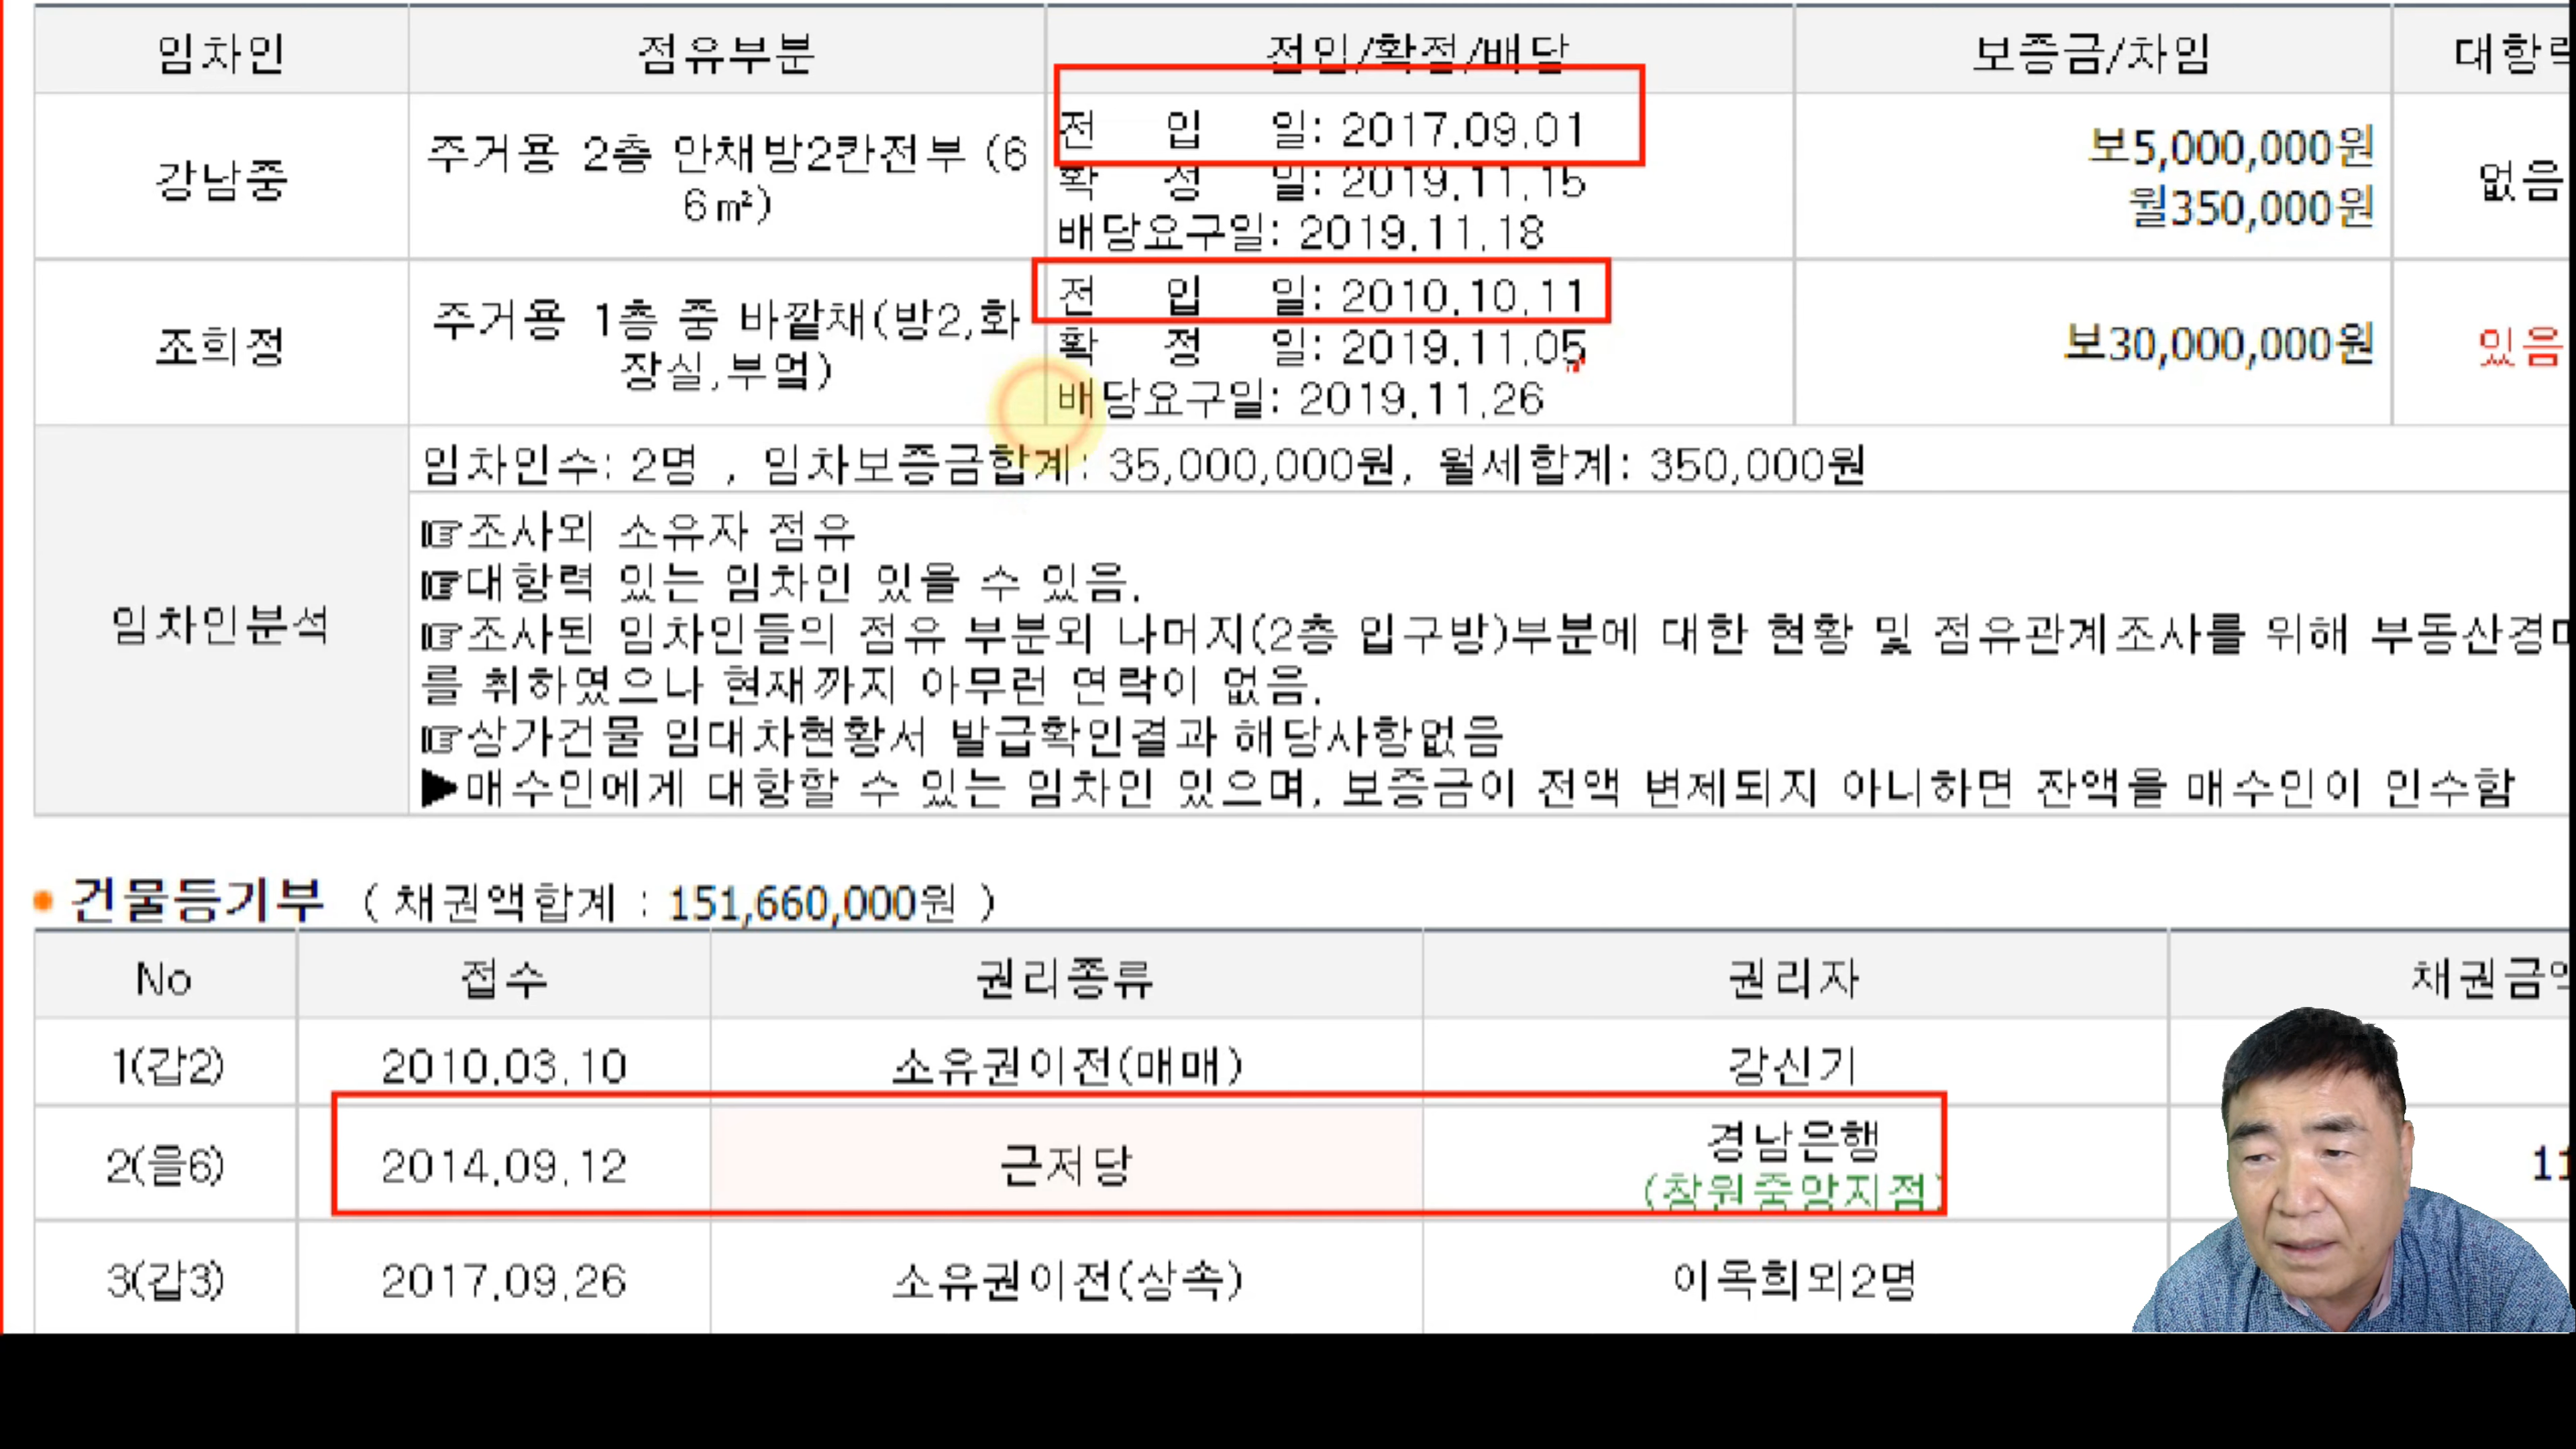 임차인 점유부분 전입/확정/배당 보증금/차임 대항력
강남중 주거용 2층 안채방2칸전부 (6
6㎡) 전 입 일: 2017.09.01
확 정 일: 2019.11.15
배당요구일: 2019.11.18 보5,000,000원
월350,000원 없음
조희정 주거용 1층 중 바깥채(방2,화
장실,부엌) 전 입 일: 2010.10.11
확 정 일: 2019.11.05
배당요구일: 2019.11.26 보30,000,000원 있음
임차인분석 임차인수: 2명 , 임차보증금합계: 35,000,000원, 월세합계: 350,000원
☞조사외 소유자 점유
☞대항력 있는 임차인 있을 수 있음.
☞조사된 임차인들의 점유 부분외 나머지(2층 입구방)부분에 대한 현황 및 점유관계조사를 위해 부동산경
를 취하였으나 현재까지 아무런 연락이 없음.
☞상가건물 임대차현황서 발급확인결과 해당사항없음
▶매수인에게 대항할 수 있는 임차인 있으며, 보증금이 전액 변제되지 아니하면 잔액을 매수인이 인수함
• 건물등기부 ( 채권액합계 : 151,660,000원 )
No 접수 권리종류 권리자 채권금액
1(갑2) 2010.03.10 소유권이전(매매) 강신기
2(을6) 2014.09.12 근저당 경남은행
(창원중앙지점) 11
3(갑3) 2017.09.26 소유권이전(상속) 이옥희외2명